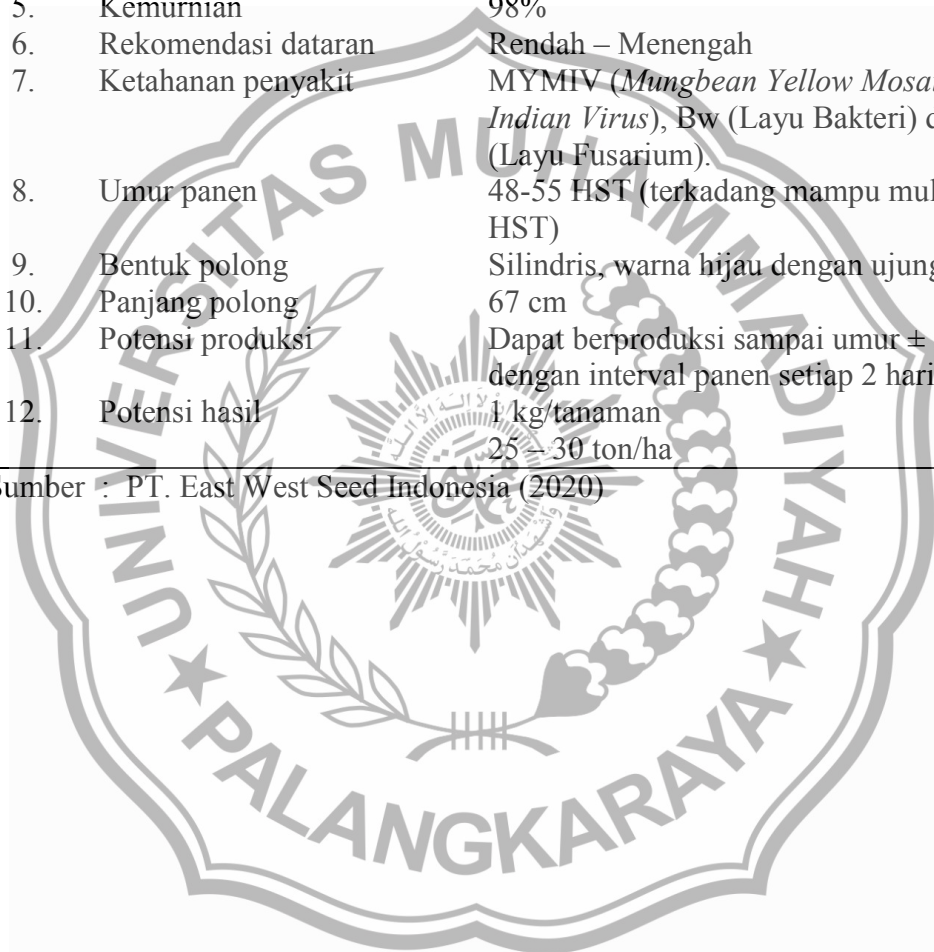 5. Kemurnian 98%
6. Rekomendasi dataran Rendah – Menengah
7. Ketahanan penyakit MYMIV (Mungbean Yellow Mosa
Indian Virus), Bw (Layu Bakteri)
(Layu Fusarium).
8. Umur panen 48-55 HST (terkadang mampu mul
HST)
9. Bentuk polong Silindris, warna hijau dengan ujung
10. Panjang polong 67 cm
11. Potensi produksi Dapat berproduksi sampai umur ±
dengan interval panen setiap 2 hari
12. Potensi hasil 1 kg/tanaman
25 – 30 ton/ha
Sumber : PT. East West Seed Indonesia (2020)
UNIVERSITAS MUHAMMADIYAH
PALANGKARAYA